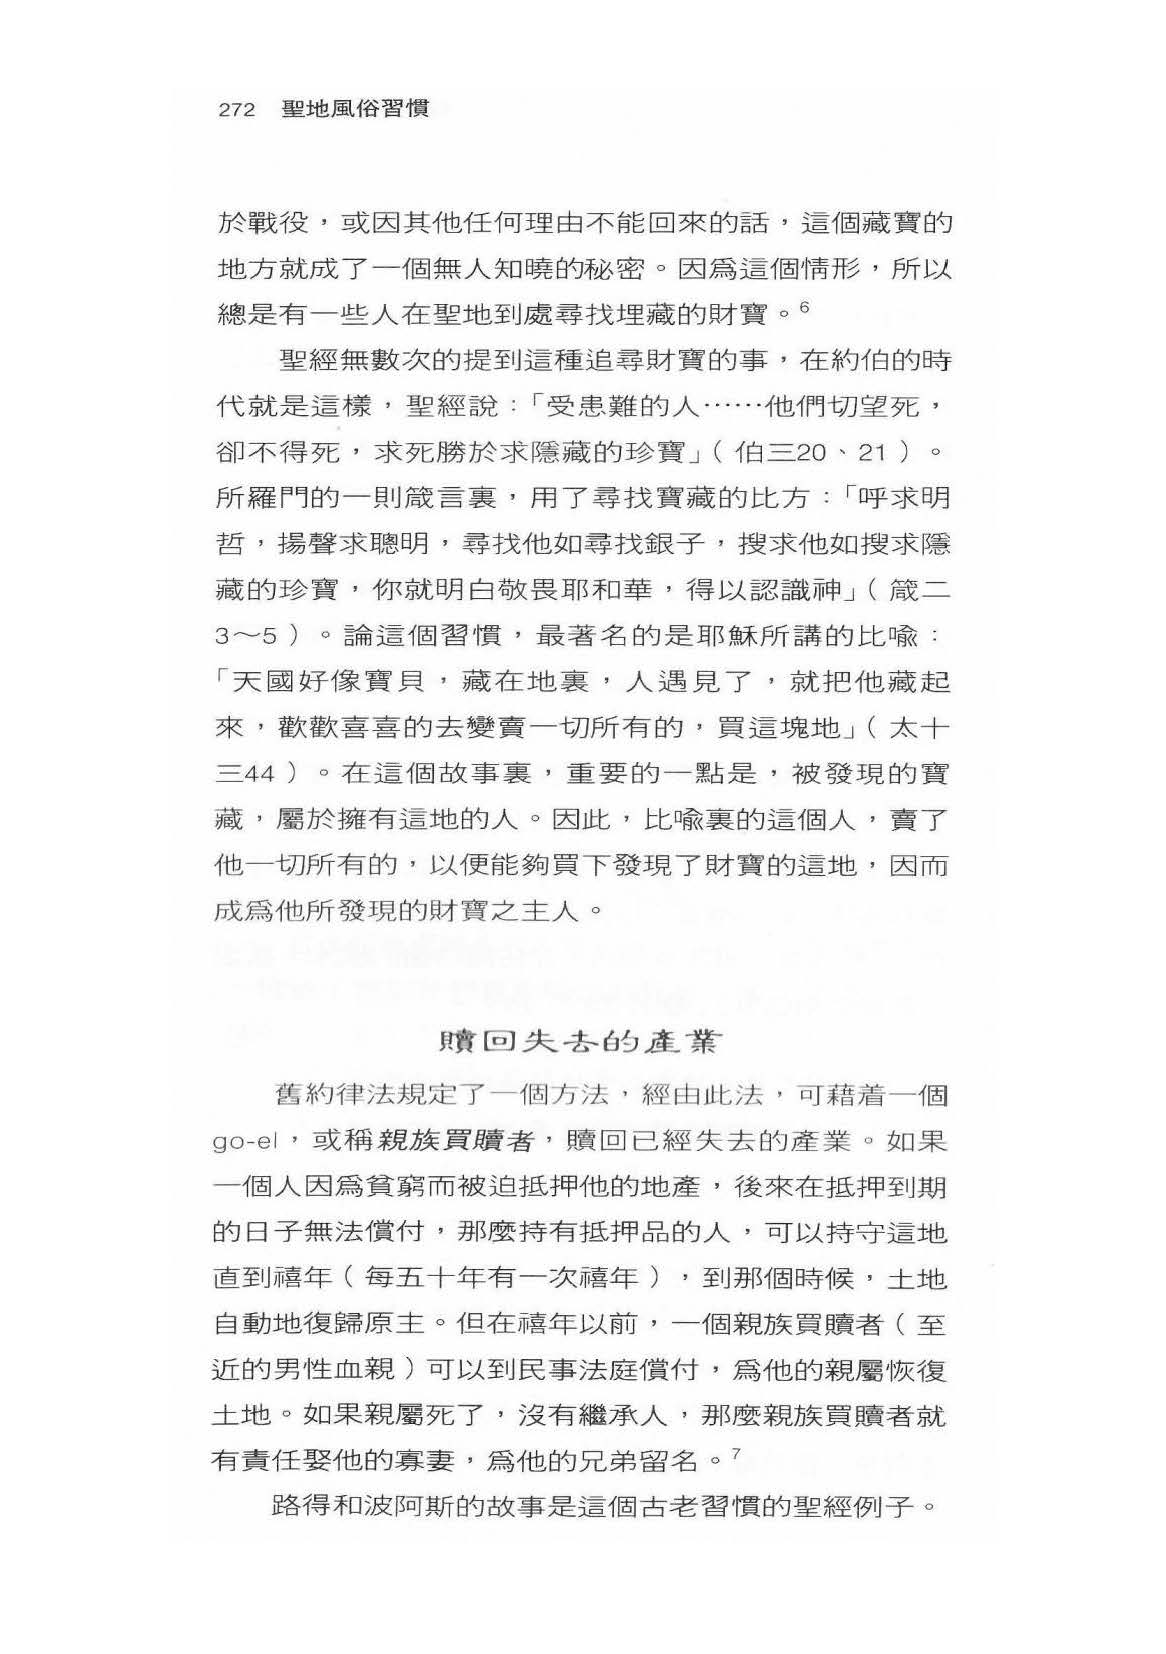 272 聖地風俗習慣
於戰役，或因其他任何理由不能回來的話，這個藏寶的
地方就成了一個無人知曉的秘密。因爲這個情形，所以
總是有一些人在聖地到處尋找埋藏的財寶。6
聖經無數次的提到這種追尋財寶的事，在約伯的時
代就是這樣，聖經說：「受患難的人……他們切望死，
卻不得死，求死勝於求隱藏的珍寶」（伯三20、21）。
所羅門的一則箴言裏，用了尋找寶藏的比方：「呼求明
哲，揚聲求聰明，尋找他如尋找銀子，搜求他如搜求隱
藏的珍寶，你就明白敬畏耶和華，得以認識神」（箴二
3～5）。論這個習慣，最著名的是耶穌所講的比喻：
「天國好像寶貝，藏在地裏，人遇見了，就把他藏起
來，歡歡喜喜的去變賣一切所有的，買這塊地」（太十
三44）。在這個故事裏，重要的一點是，被發現的寶
藏，屬於擁有這地的人。因此，比喻裏的這個人，賣了
他一切所有的，以便能夠買下發現了財寶的這地，因而
成爲他所發現的財寶之主人。
贖回失去的產業
舊約律法規定了一個方法，經由此法，可藉着一個
go-el，或稱親族買贖者，贖回已經失去的產業。如果
一個人因爲貧窮而被迫抵押他的地產，後來在抵押到期
的日子無法償付，那麼持有抵押品的人，可以持守這地
直到禧年（每五十年有一次禧年），到那個時候，土地
自動地復歸原主。但在禧年以前，一個親族買贖者（至
近的男性血親）可以到民事法庭償付，爲他的親屬恢復
土地。如果親屬死了，沒有繼承人，那麼親族買贖者就
有責任娶他的寡妻，爲他的兄弟留名。7
路得和波阿斯的故事是這個古老習慣的聖經例子。